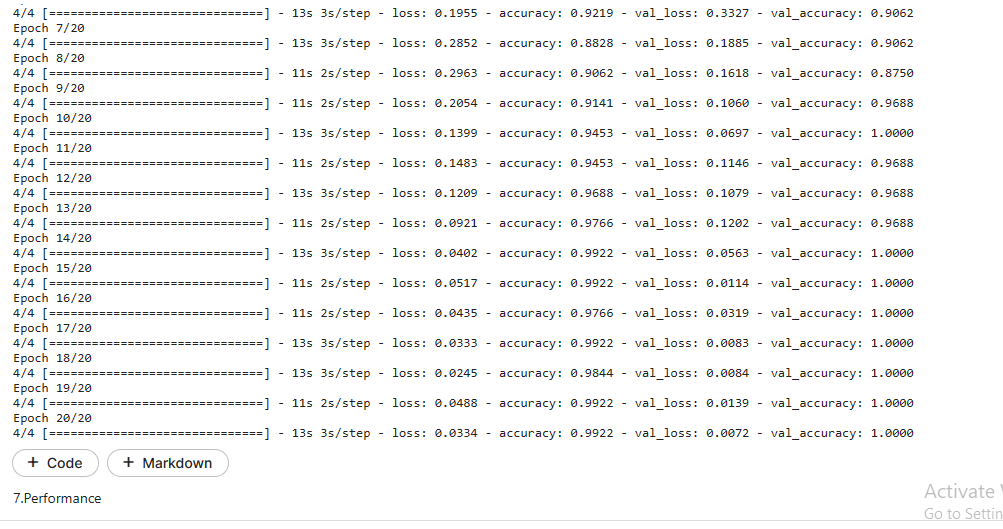 4/4 [==============================] - 13s 3s/step - loss: 0.1955 - accuracy: 0.9219 - val_loss: 0.3327 - val_accuracy: 0.9062
Epoch 7/20
4/4 [==============================] - 13s 3s/step - loss: 0.2852 - accuracy: 0.8828 - val_loss: 0.1885 - val_accuracy: 0.9062
Epoch 8/20
4/4 [==============================] - 11s 2s/step - loss: 0.2963 - accuracy: 0.9062 - val_loss: 0.1618 - val_accuracy: 0.8750
Epoch 9/20
4/4 [==============================] - 11s 2s/step - loss: 0.2054 - accuracy: 0.9141 - val_loss: 0.1060 - val_accuracy: 0.9688
Epoch 10/20
4/4 [==============================] - 13s 3s/step - loss: 0.1399 - accuracy: 0.9453 - val_loss: 0.0697 - val_accuracy: 1.0000
Epoch 11/20
4/4 [==============================] - 11s 2s/step - loss: 0.1483 - accuracy: 0.9453 - val_loss: 0.1146 - val_accuracy: 0.9688
Epoch 12/20
4/4 [==============================] - 13s 3s/step - loss: 0.1209 - accuracy: 0.9688 - val_loss: 0.1079 - val_accuracy: 0.9688
Epoch 13/20
4/4 [==============================] - 11s 2s/step - loss: 0.0921 - accuracy: 0.9766 - val_loss: 0.1202 - val_accuracy: 0.9688
Epoch 14/20
4/4 [==============================] - 13s 3s/step - loss: 0.0402 - accuracy: 0.9922 - val_loss: 0.0563 - val_accuracy: 1.0000
Epoch 15/20
4/4 [==============================] - 11s 2s/step - loss: 0.0517 - accuracy: 0.9922 - val_loss: 0.0114 - val_accuracy: 1.0000
Epoch 16/20
4/4 [==============================] - 11s 2s/step - loss: 0.0435 - accuracy: 0.9766 - val_loss: 0.0319 - val_accuracy: 1.0000
Epoch 17/20
4/4 [==============================] - 13s 3s/step - loss: 0.0333 - accuracy: 0.9922 - val_loss: 0.0083 - val_accuracy: 1.0000
Epoch 18/20
4/4 [==============================] - 13s 3s/step - loss: 0.0245 - accuracy: 0.9844 - val_loss: 0.0084 - val_accuracy: 1.0000
Epoch 19/20
4/4 [==============================] - 11s 2s/step - loss: 0.0488 - accuracy: 0.9922 - val_loss: 0.0139 - val_accuracy: 1.0000
Epoch 20/20
4/4 [==============================] - 13s 3s/step - loss: 0.0334 - accuracy: 0.9922 - val_loss: 0.0072 - val_accuracy: 1.0000
+ Code + Markdown
7.Performance
Activate
Go to Settin